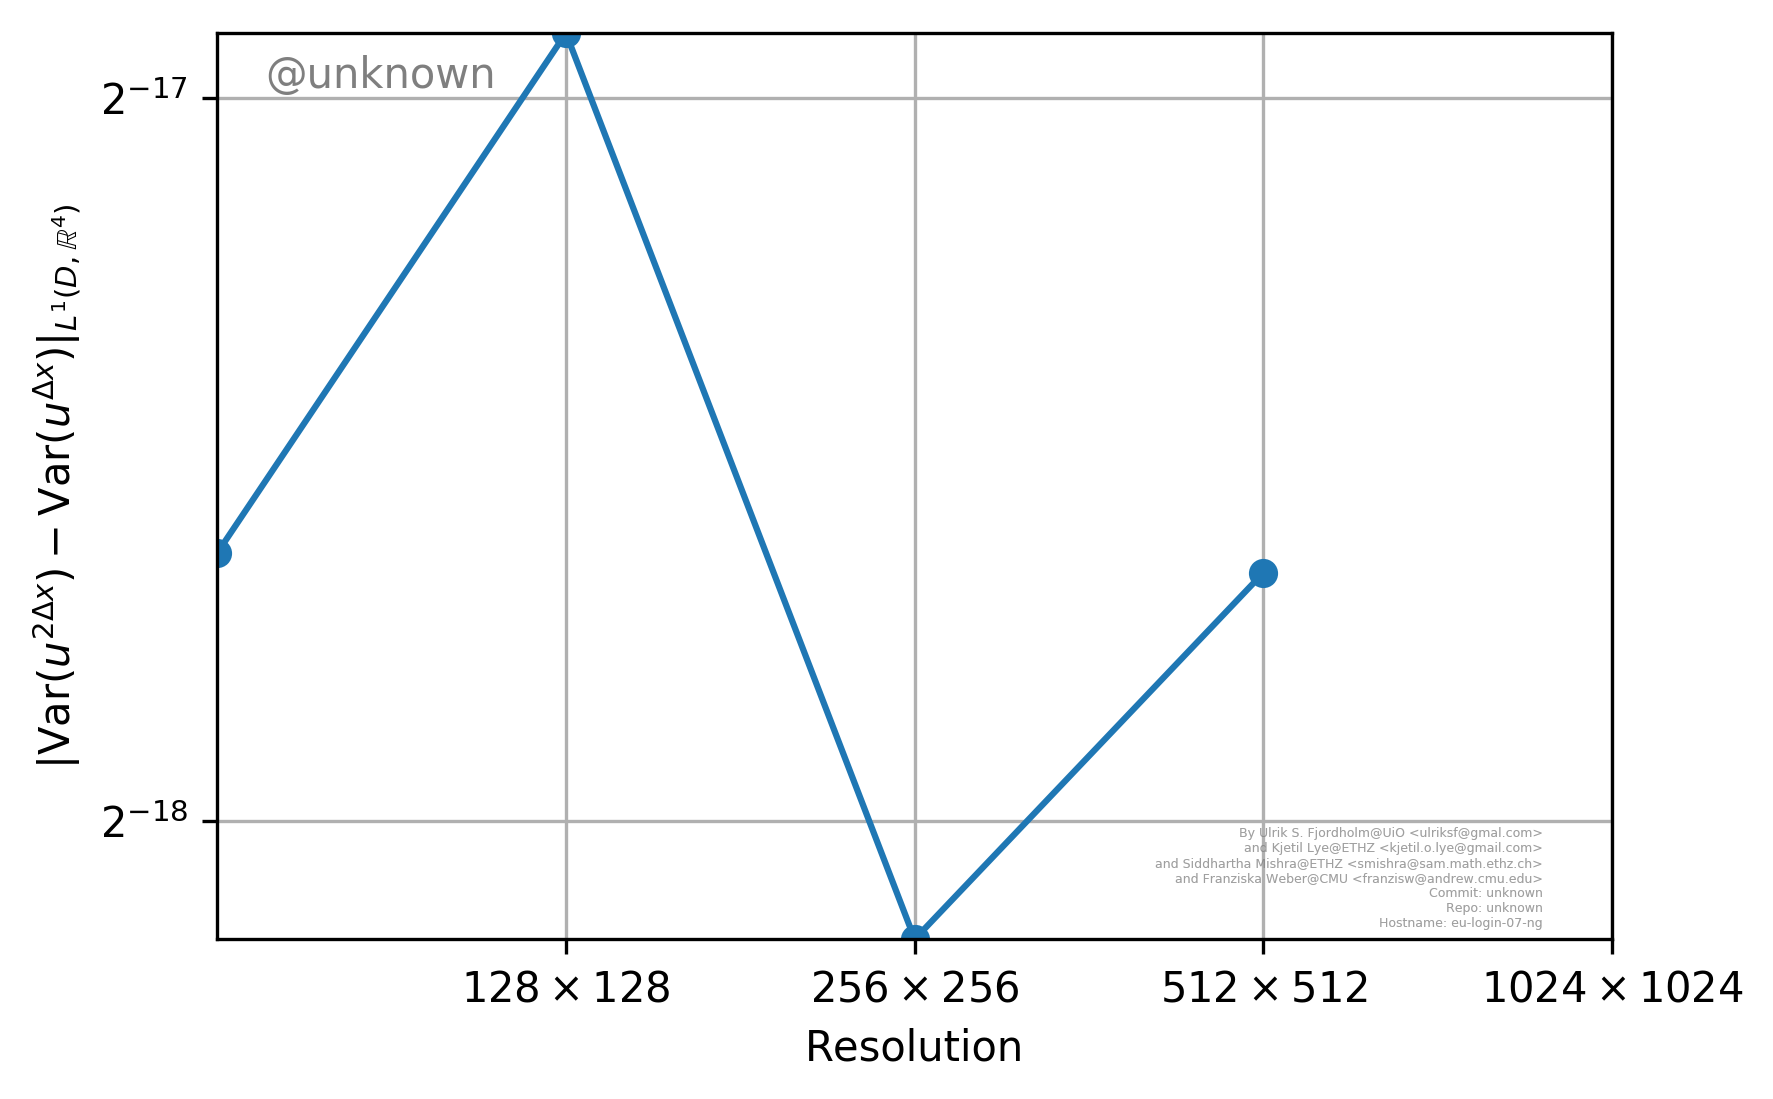 @unknown
2⁻¹⁷
|Var(u^{2Δx}) − Var(u^{Δx})|_{L¹(D, ℝ⁴)}
2⁻¹⁸
By Ulrik S. Fjordholm@UiO <ulriksf@gmal.com>
and Kjetil Lye@ETHZ <kjetil.o.lye@gmail.com>
and Siddhartha Mishra@ETHZ <smishra@sam.math.ethz.ch>
and Franziska Weber@CMU <franzisw@andrew.cmu.edu>
Commit: unknown
Repo: unknown
Hostname: eu-login-07-ng
128 × 128 256 × 256 512 × 512 1024 × 1024
Resolution